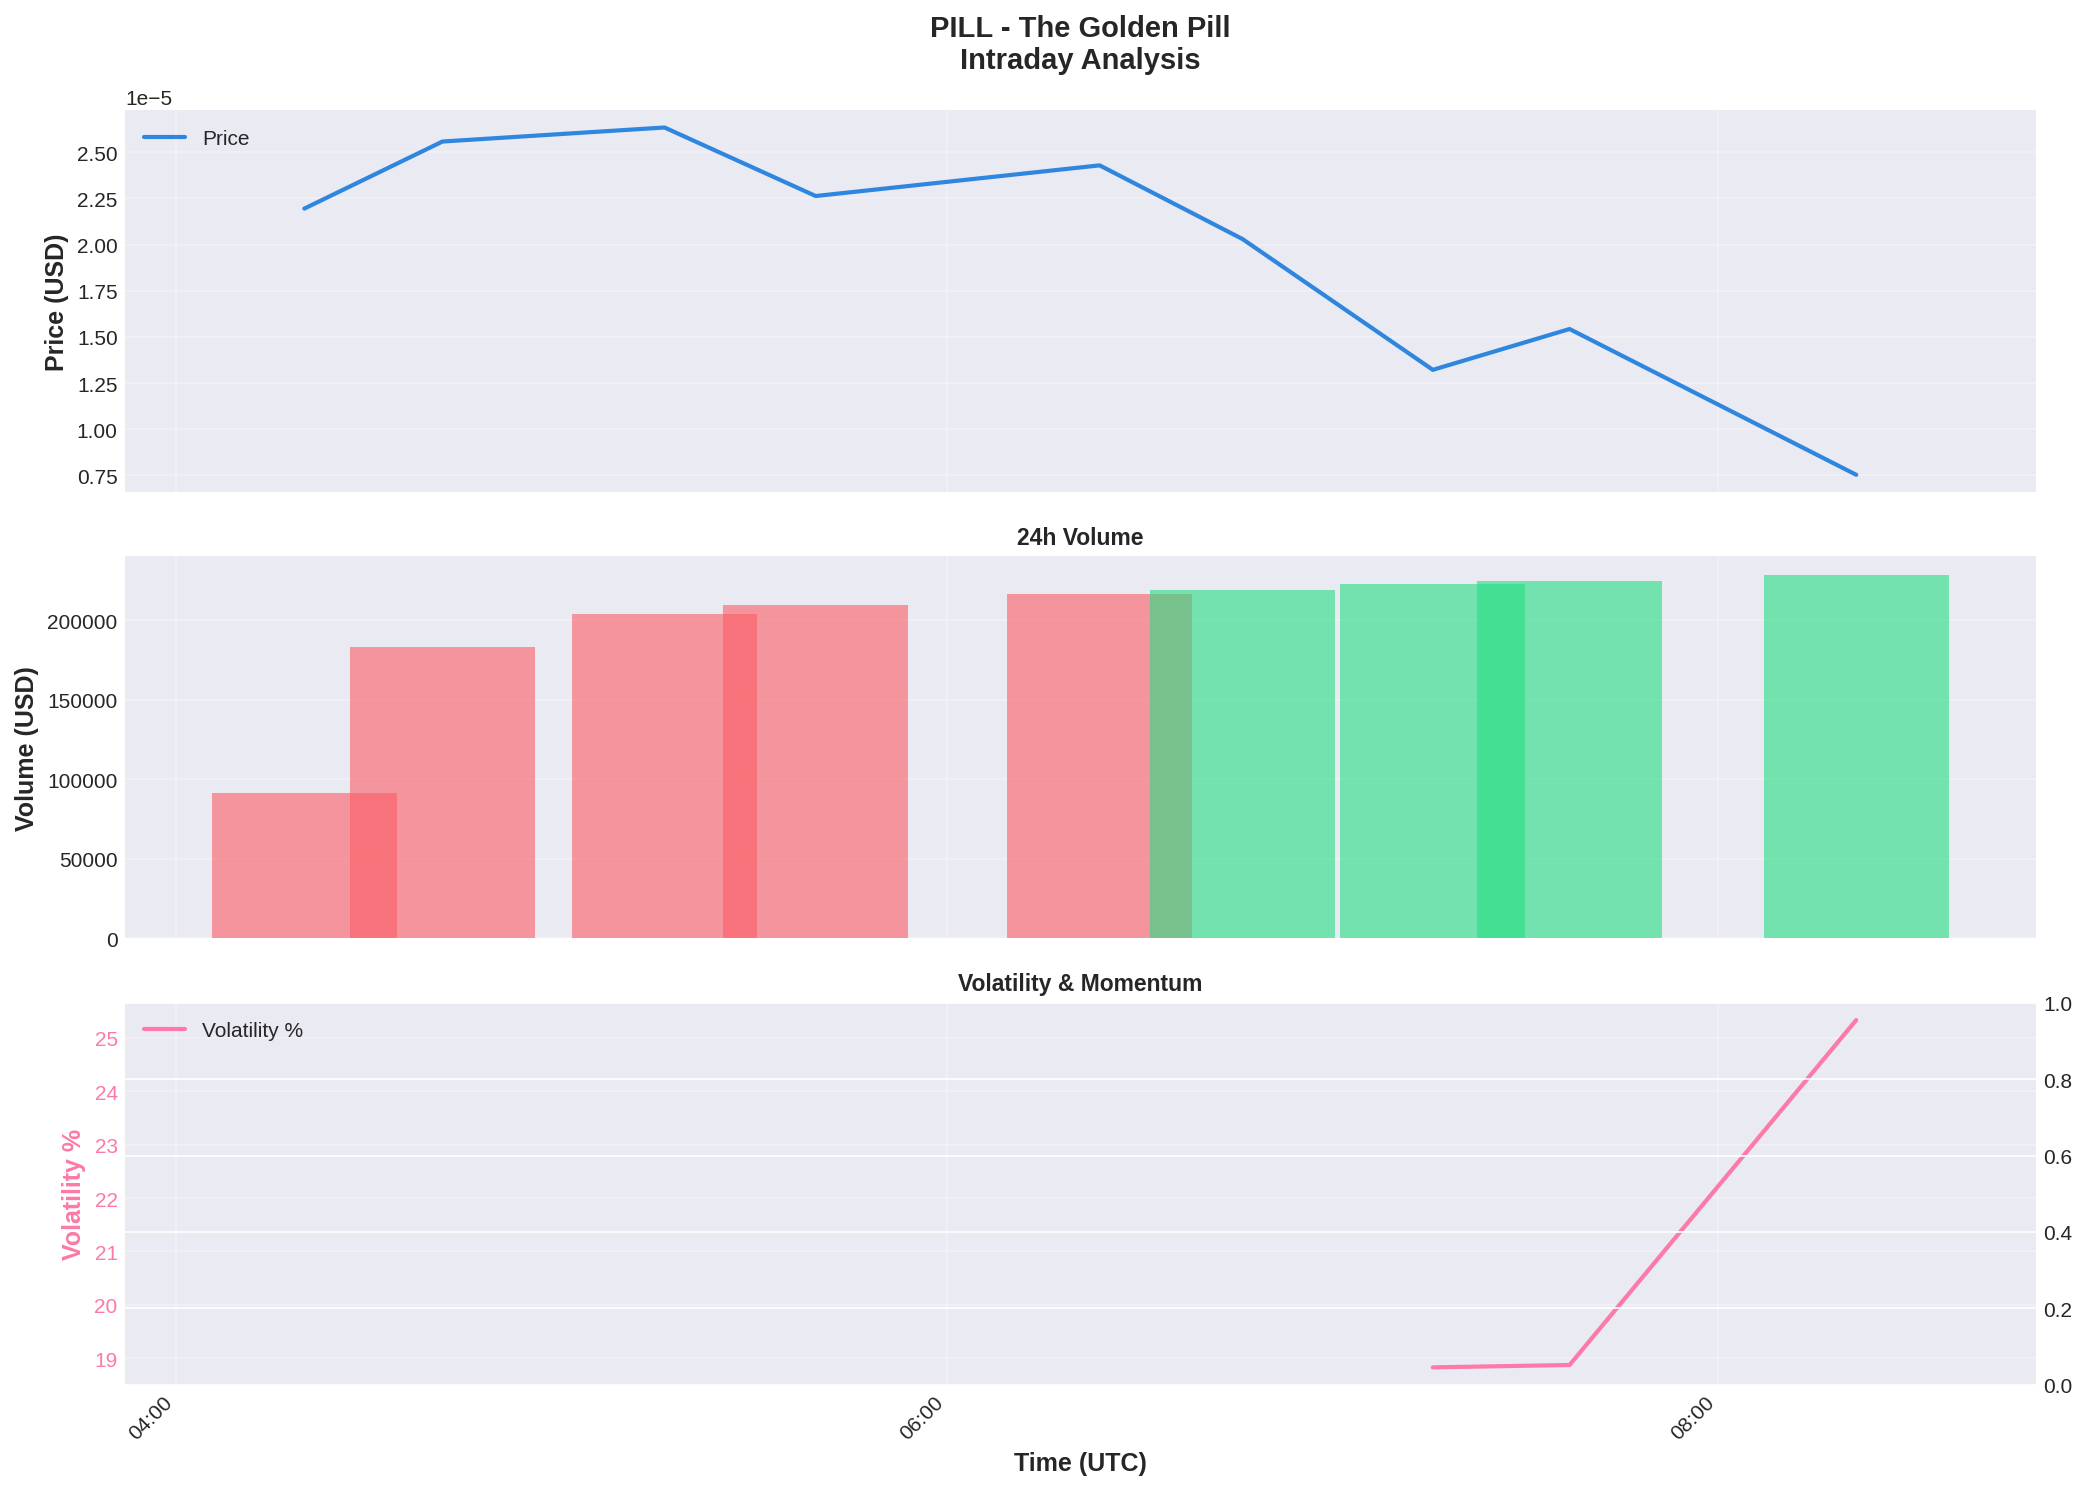 PILL - The Golden Pill
Intraday Analysis
1e−5
Price
2.50
2.25
2.00
1.75
1.50
1.25
1.00
0.75
Price (USD)
24h Volume
200000
150000
100000
50000
0
Volume (USD)
Volatility & Momentum
Volatility %
25
24
23
22
21
20
19
Volatility %
1.0
0.8
0.6
0.4
0.2
0.0
04:00
06:00
08:00
Time (UTC)